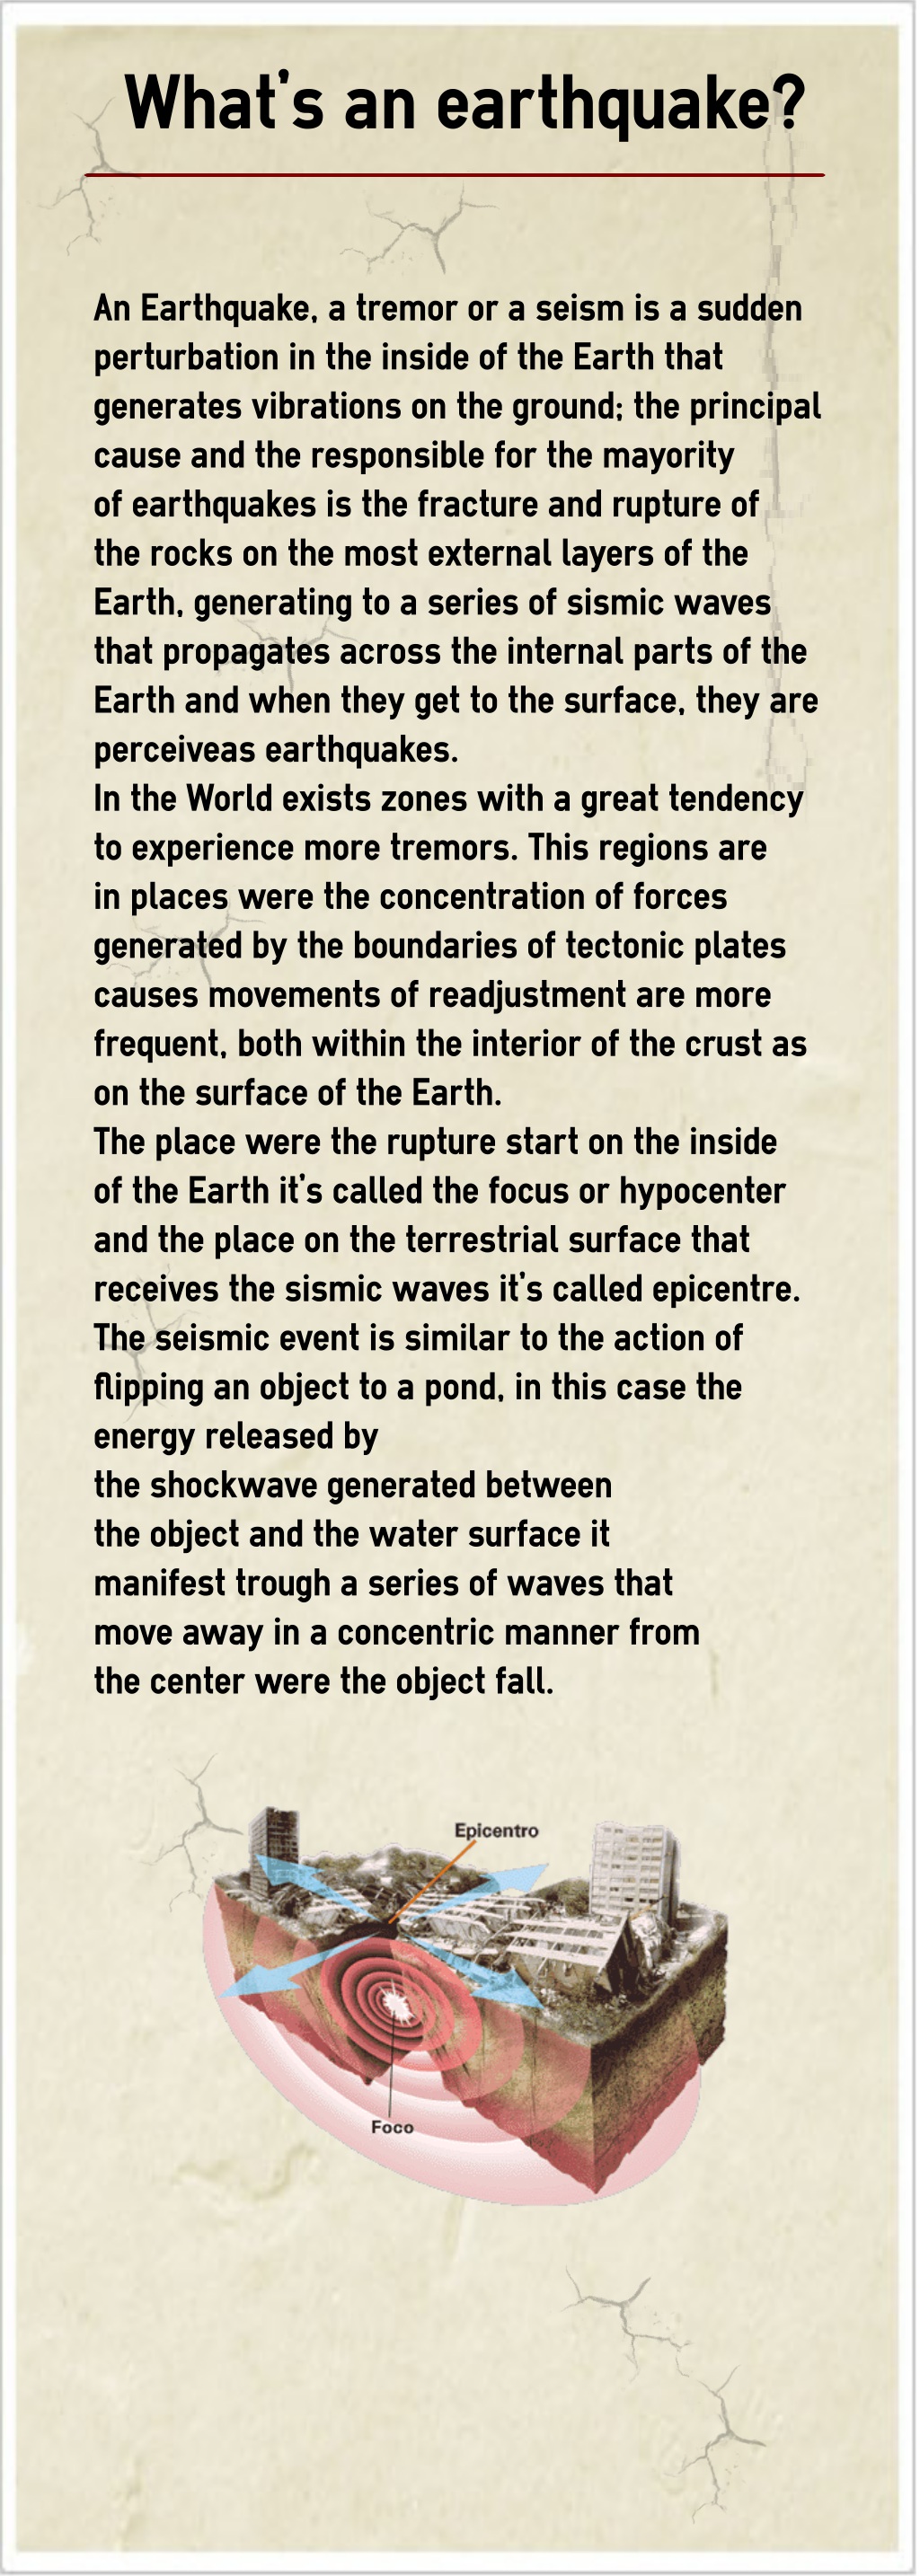 What's an earthquake?
An Earthquake, a tremor or a seism is a sudden
perturbation in the inside of the Earth that
generates vibrations on the ground; the principal
cause and the responsible for the mayority
of earthquakes is the fracture and rupture of
the rocks on the most external layers of the
Earth, generating to a series of sismic waves
that propagates across the internal parts of the
Earth and when they get to the surface, they are
perceiveas earthquakes.
In the World exists zones with a great tendency
to experience more tremors. This regions are
in places were the concentration of forces
generated by the boundaries of tectonic plates
causes movements of readjustment are more
frequent, both within the interior of the crust as
on the surface of the Earth.
The place were the rupture start on the inside
of the Earth it's called the focus or hypocenter
and the place on the terrestrial surface that
receives the sismic waves it's called epicentre.
The seismic event is similar to the action of
flipping an object to a pond, in this case the
energy released by
the shockwave generated between
the object and the water surface it
manifest trough a series of waves that
move away in a concentric manner from
the center were the object fall.
Epicentro
Foco